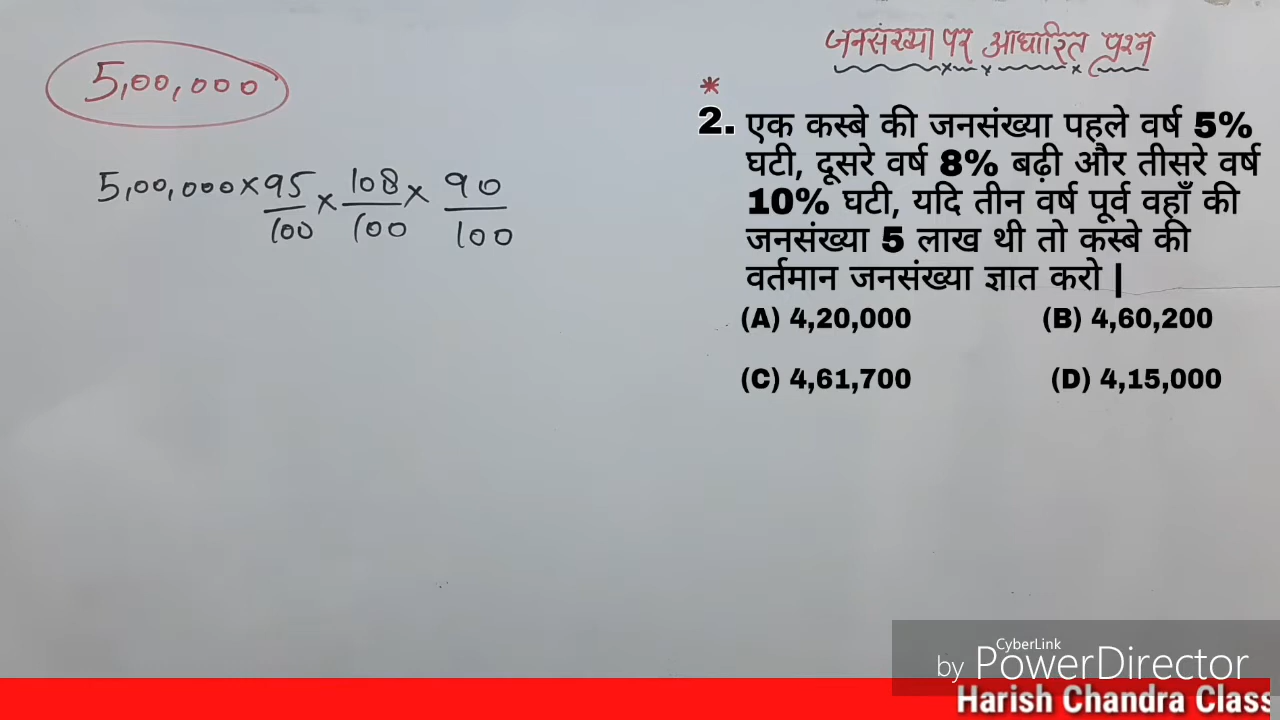 5,00,000
5,00,000 × 95/100 × 108/100 × 90/100
जनसंख्या पर आधारित प्रश्न
*
2. एक कस्बे की जनसंख्या पहले वर्ष 5%
घटी, दूसरे वर्ष 8% बढ़ी और तीसरे वर्ष
10% घटी, यदि तीन वर्ष पूर्व वहाँ की
जनसंख्या 5 लाख थी तो कस्बे की
वर्तमान जनसंख्या ज्ञात करो |
(A) 4,20,000 (B) 4,60,200
(C) 4,61,700 (D) 4,15,000
CyberLink
by PowerDirector
Harish Chandra Class